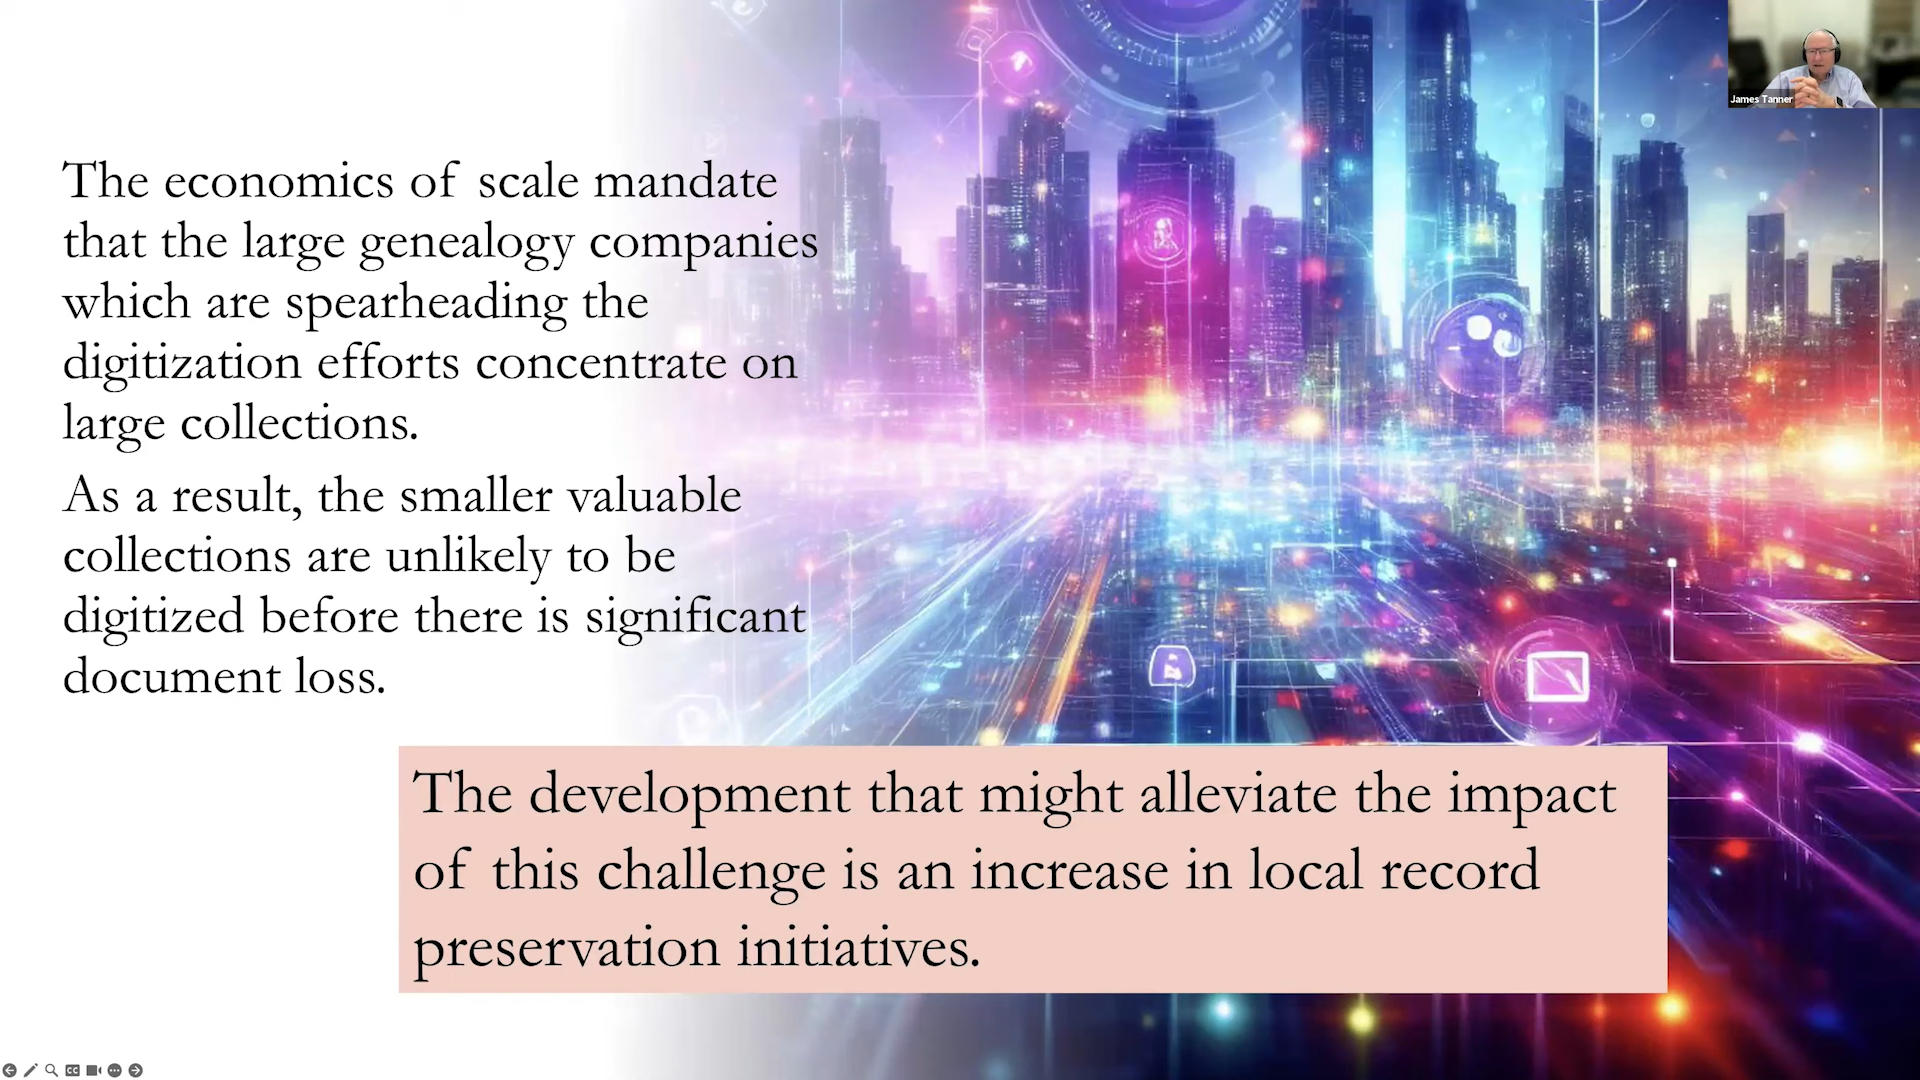 James Tanner
The economics of scale mandate
that the large genealogy companies
which are spearheading the
digitization efforts concentrate on
large collections.
As a result, the smaller valuable
collections are unlikely to be
digitized before there is significant
document loss.
The development that might alleviate the impact
of this challenge is an increase in local record
preservation initiatives.
CC